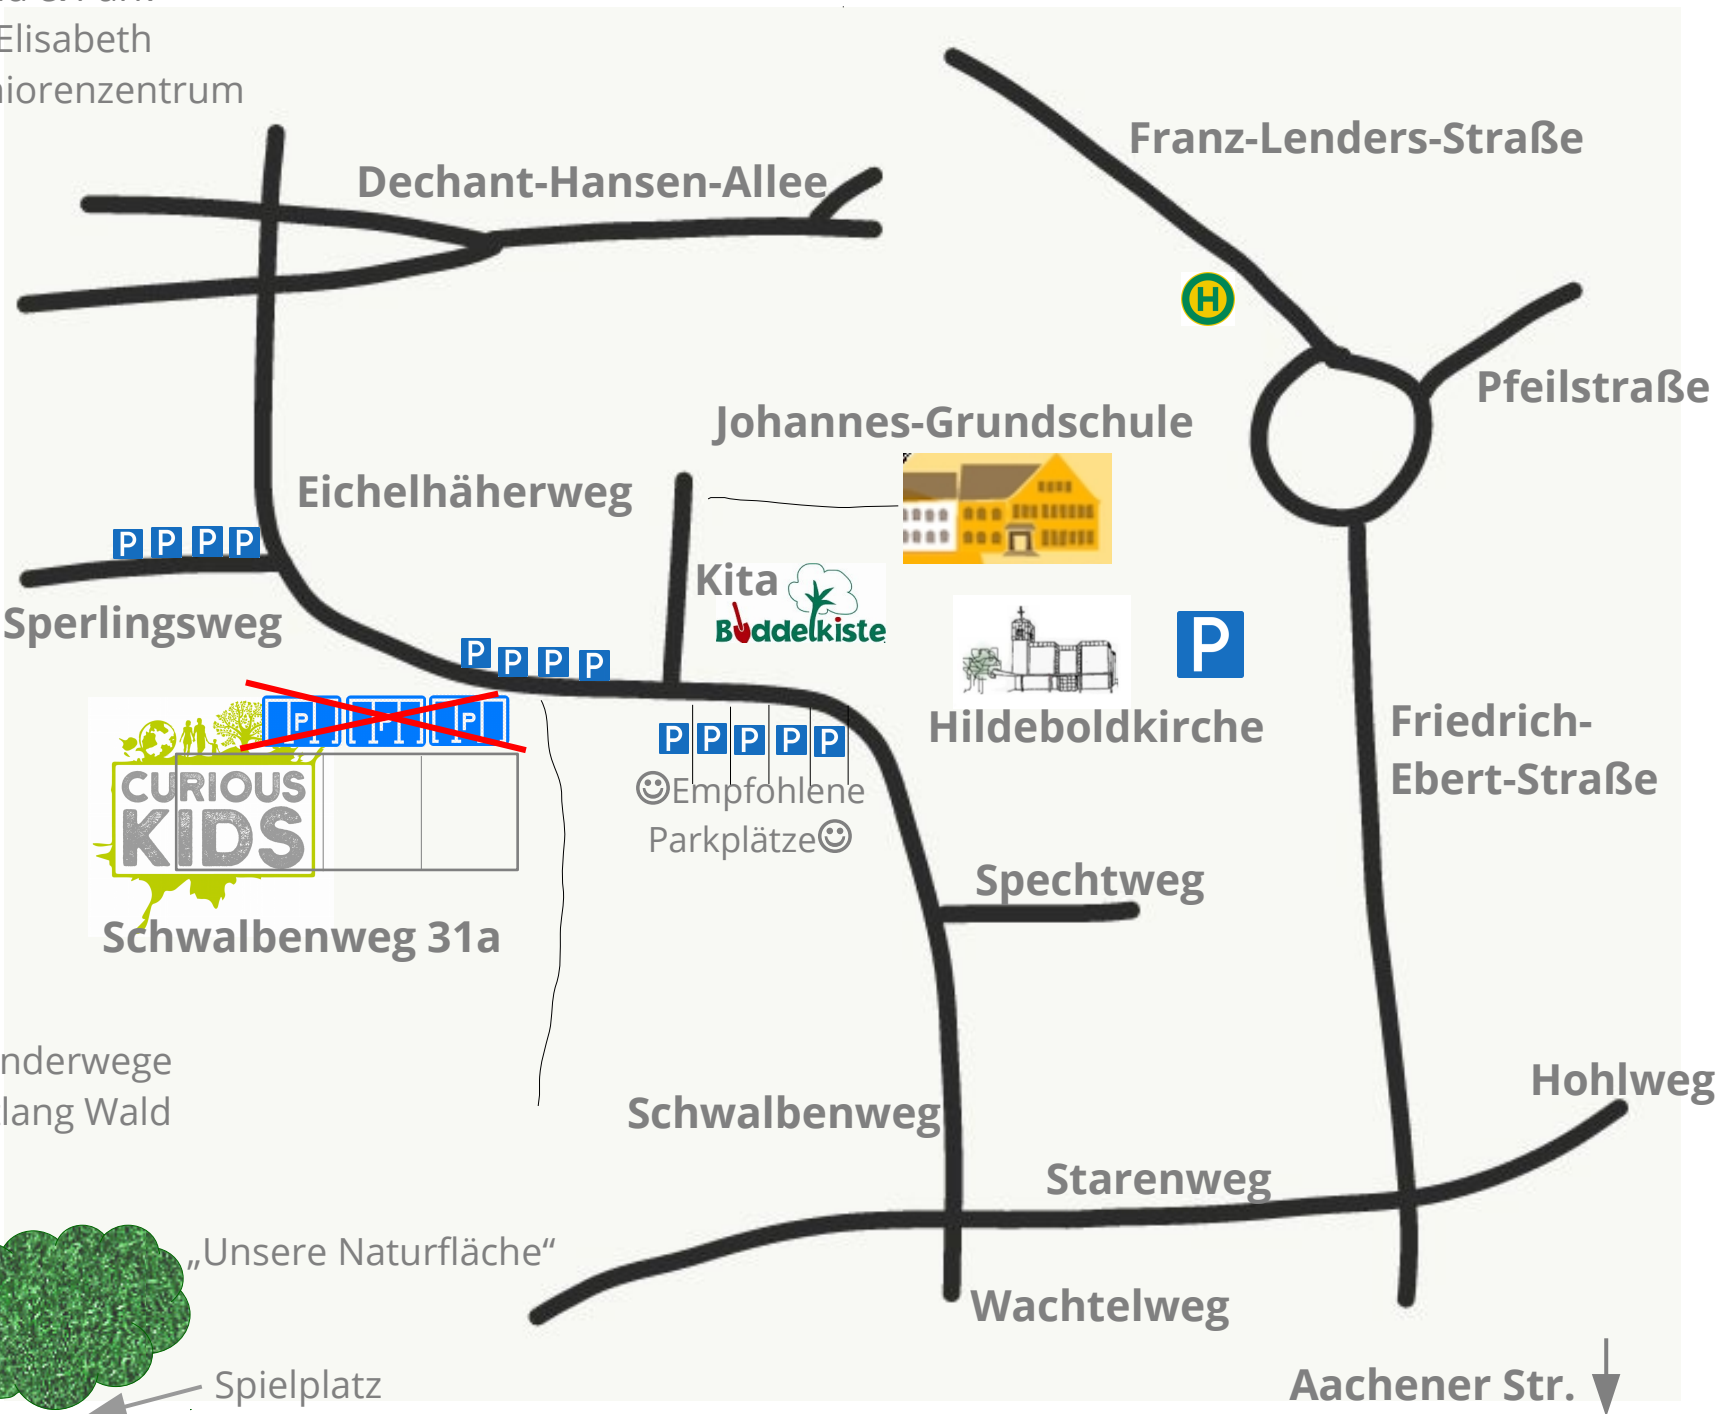 Elisabeth
niorenzentrum
Dechant-Hansen-Allee
Franz-Lenders-Straße
H
Pfeilstraße
Johannes-Grundschule
Eichelhäherweg
P P P P
Kita
Buddelkiste
Sperlingsweg
P
P P P P
P P P
Hildeboldkirche
Friedrich-
Ebert-Straße
P P P P P
CURIOUS
KIDS
Empfohlene
Parkplätze
Spechtweg
Schwalbenweg 31a
nderwege
lang Wald
Schwalbenweg
Hohlweg
Starenweg
„Unsere Naturfläche“
Wachtelweg
Spielplatz
Aachener Str.